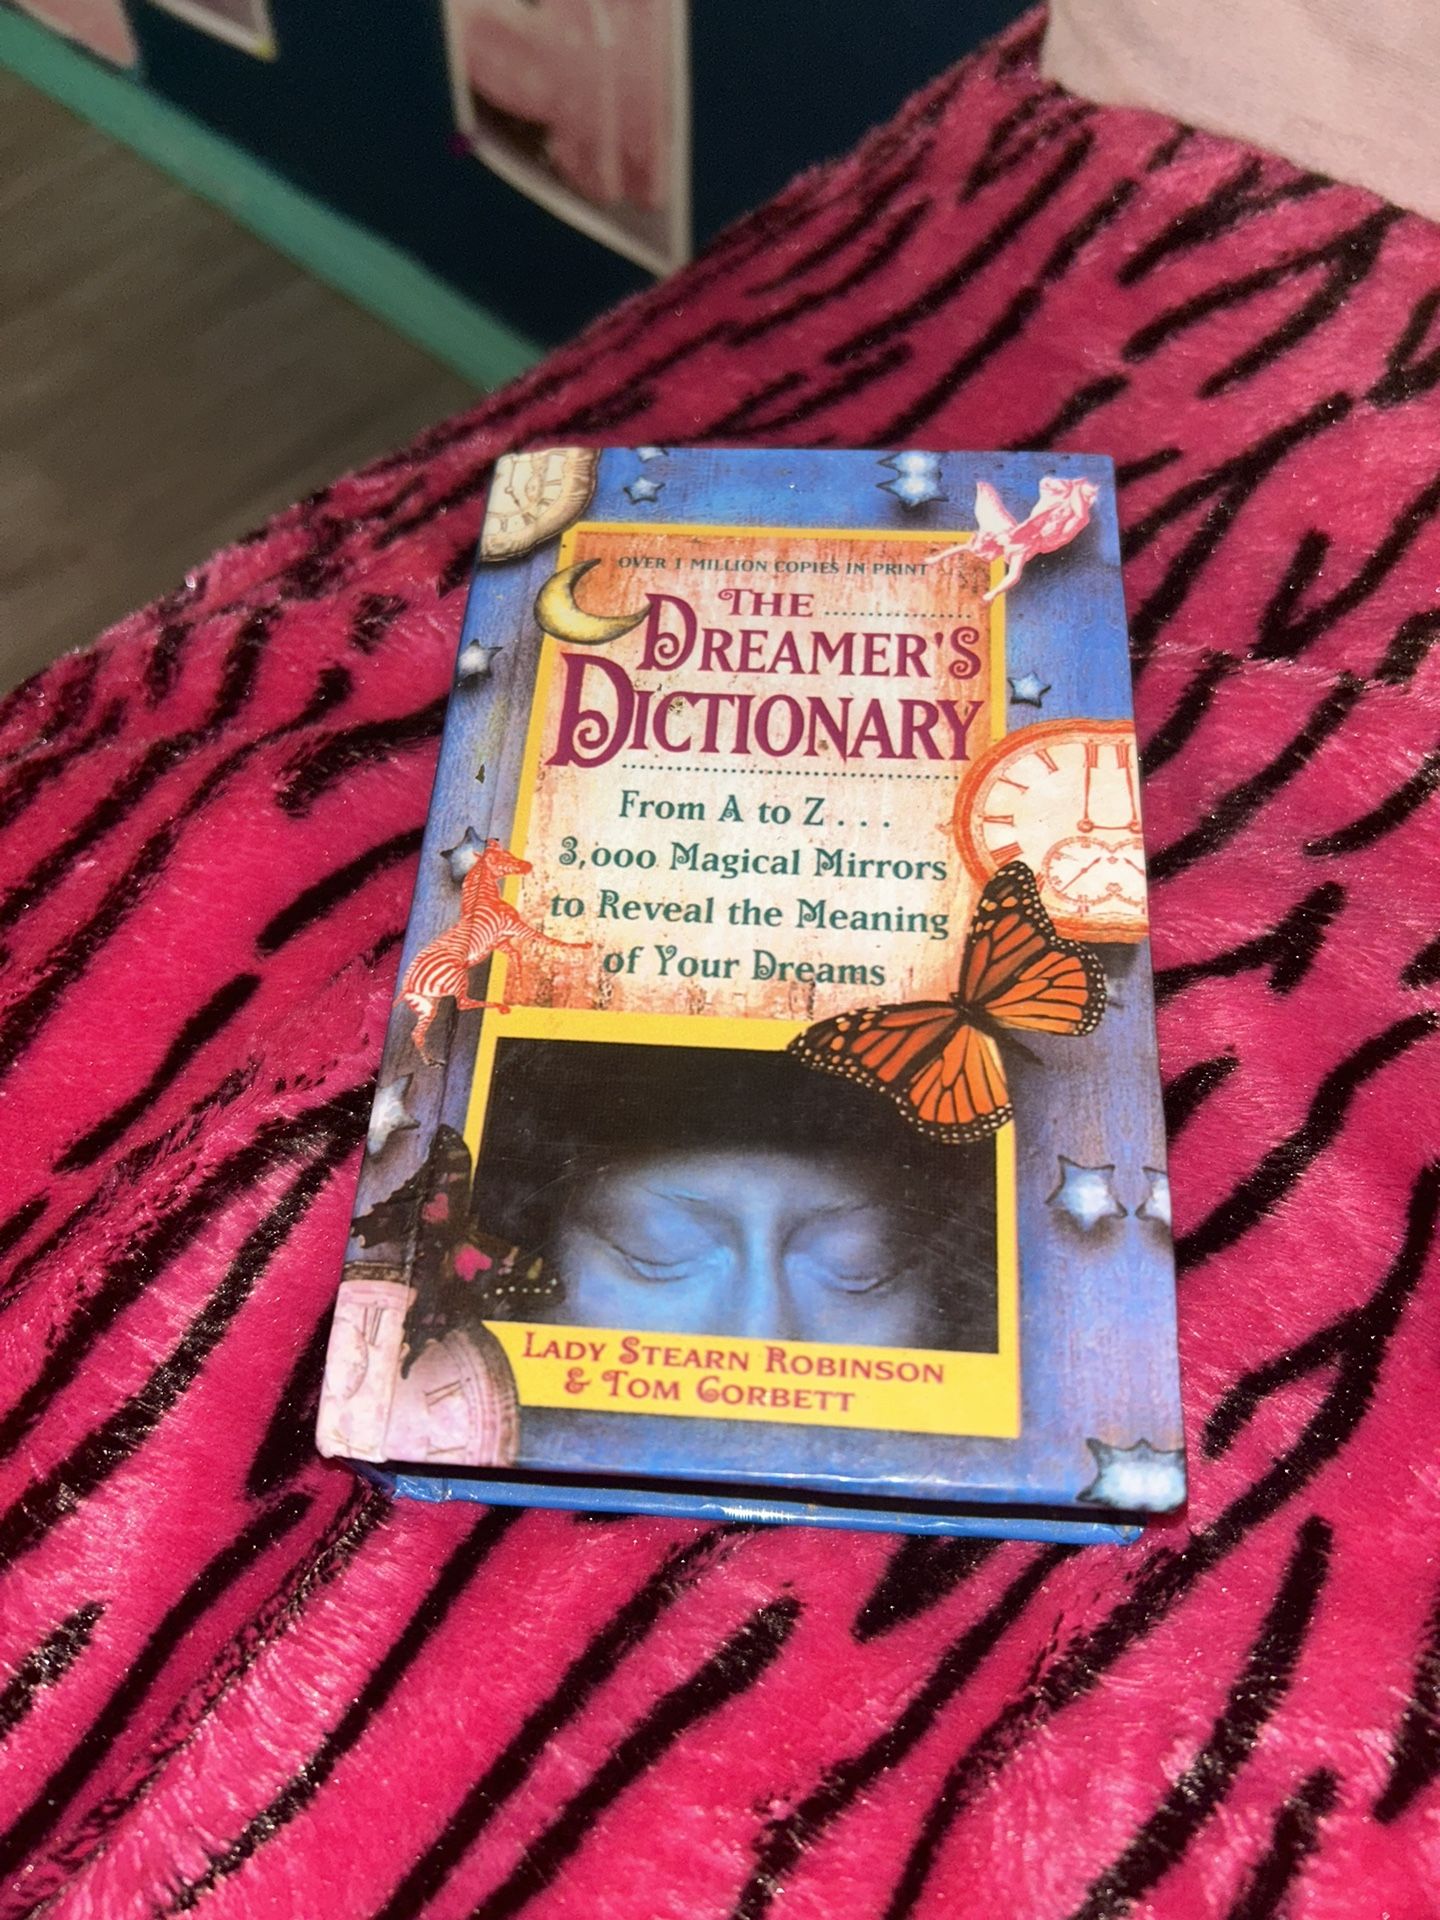 OVER 1 MILLION COPIES IN PRINT
THE
DREAMER'S
DICTIONARY
From A to Z...
3,000 Magical Mirrors
to Reveal the Meaning
of Your Dreams
LADY STEARN ROBINSON
& TOM CORBETT